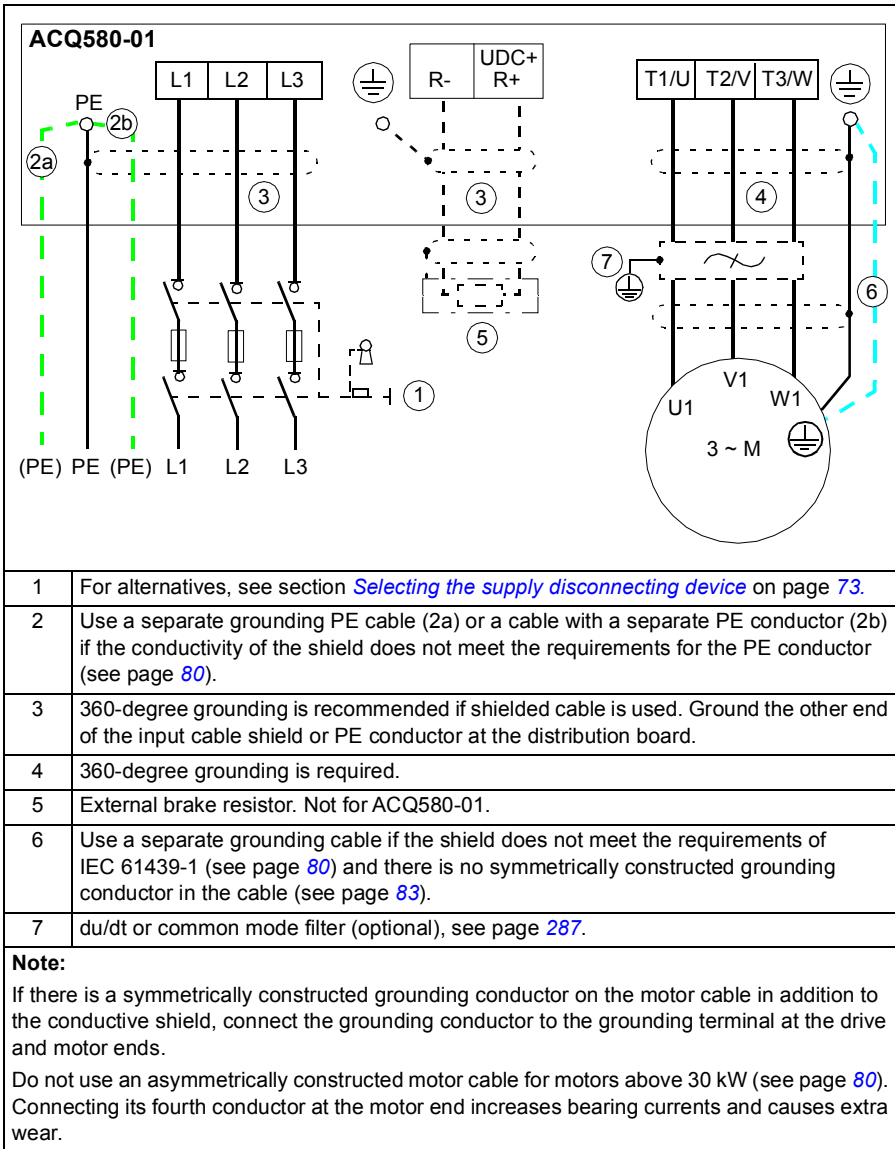 ACQ580-01
L1 L2 L3
R-
UDC+
R+
T1/U T2/V T3/W
PE
2a
2b
3
3
4
7
6
5
1
U1
V1
W1
3 ~ M
(PE) PE (PE) L1 L2 L3
1 For alternatives, see section Selecting the supply disconnecting device on page 73.
2 Use a separate grounding PE cable (2a) or a cable with a separate PE conductor (2b)
if the conductivity of the shield does not meet the requirements for the PE conductor
(see page 80).
3 360-degree grounding is recommended if shielded cable is used. Ground the other end
of the input cable shield or PE conductor at the distribution board.
4 360-degree grounding is required.
5 External brake resistor. Not for ACQ580-01.
6 Use a separate grounding cable if the shield does not meet the requirements of
IEC 61439-1 (see page 80) and there is no symmetrically constructed grounding
conductor in the cable (see page 83).
7 du/dt or common mode filter (optional), see page 287.
Note:
If there is a symmetrically constructed grounding conductor on the motor cable in addition to
the conductive shield, connect the grounding conductor to the grounding terminal at the drive
and motor ends.
Do not use an asymmetrically constructed motor cable for motors above 30 kW (see page 80).
Connecting its fourth conductor at the motor end increases bearing currents and causes extra
wear.